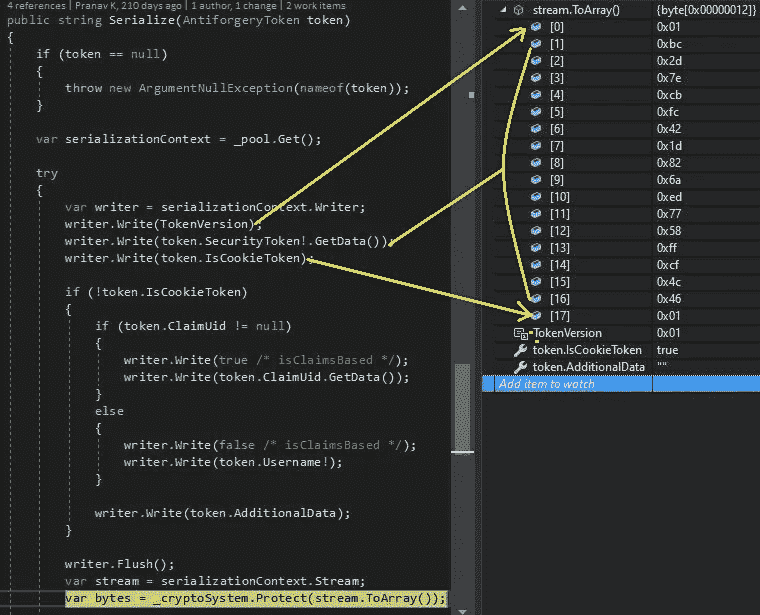 4 references | Pranav K, 210 days ago | 1 author, 1 change | 2 work items
public string Serialize(AntiforgeryToken token)
{
if (token == null)
{
throw new ArgumentNullException(nameof(token));
}
var serializationContext = _pool.Get();
try
{
var writer = serializationContext.Writer;
writer.Write(TokenVersion);
writer.Write(token.SecurityToken!.GetData());
writer.Write(token.IsCookieToken);
if (!token.IsCookieToken)
{
if (token.ClaimUid != null)
{
writer.Write(true /* isClaimsBased */);
writer.Write(token.ClaimUid.GetData());
}
else
{
writer.Write(false /* isClaimsBased */);
writer.Write(token.Username!);
}
writer.Write(token.AdditionalData);
}
writer.Flush();
var stream = serializationContext.Stream;
var bytes = _cryptoSystem.Protect(stream.ToArray());
stream.ToArray() {byte[0x00000012]}
[0] 0x01
[1] 0xbc
[2] 0x2d
[3] 0x7e
[4] 0xcb
[5] 0xfc
[6] 0x42
[7] 0x1d
[8] 0x82
[9] 0x6a
[10] 0xed
[11] 0x77
[12] 0x58
[13] 0xff
[14] 0xcf
[15] 0x4c
[16] 0x46
[17] 0x01
TokenVersion 0x01
token.IsCookieToken true
token.AdditionalData ""
Add item to watch